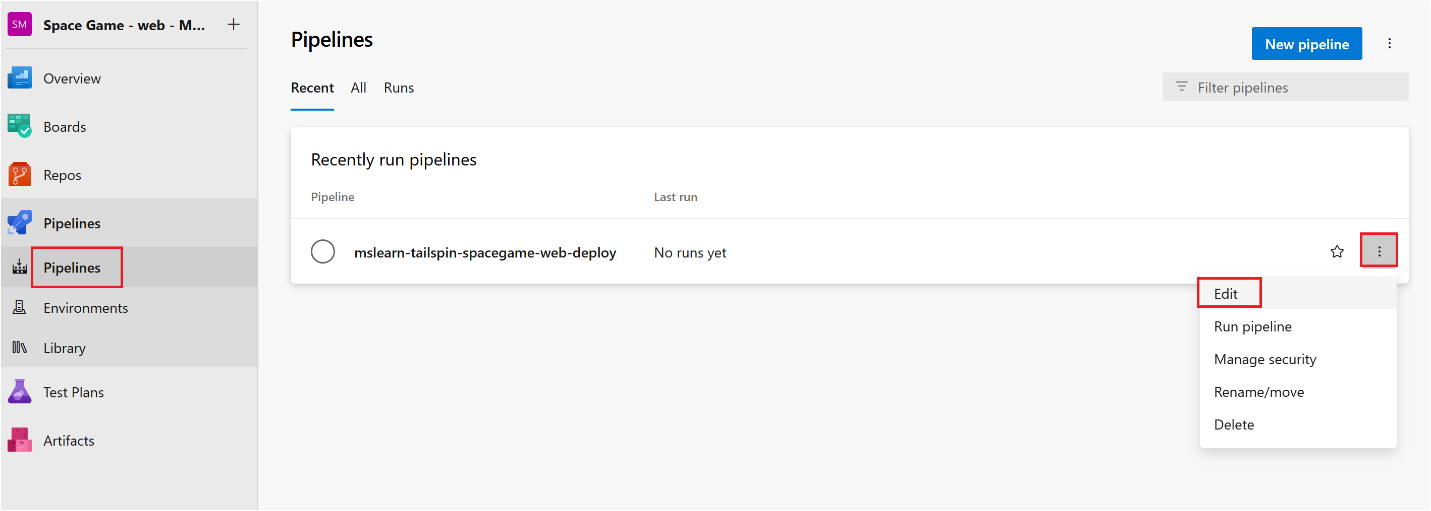 SM Space Game - web - M... +
Overview
Boards
Repos
Pipelines
Pipelines
Environments
Library
Test Plans
Artifacts
Pipelines
New pipeline
Recent All Runs
Filter pipelines
Recently run pipelines
Pipeline Last run
mslearn-tailspin-spacegame-web-deploy No runs yet
Edit
Run pipeline
Manage security
Rename/move
Delete